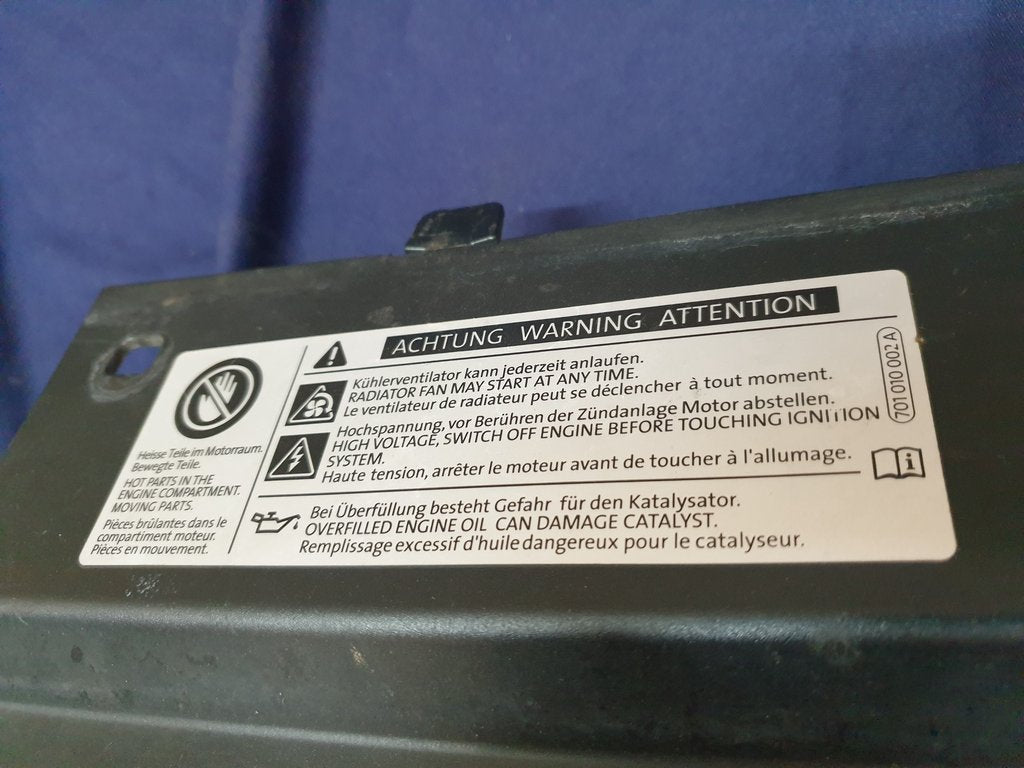 ACHTUNG WARNING ATTENTION
Kühlerventilator kann jederzeit anlaufen.
RADIATOR FAN MAY START AT ANY TIME.
Le ventilateur de radiateur peut se déclencher à tout moment.
Hochspannung, vor Berühren der Zündanlage Motor abstellen.
HIGH VOLTAGE, SWITCH OFF ENGINE BEFORE TOUCHING IGNITION
SYSTEM.
Haute tension, arrêter le moteur avant de toucher à l'allumage.
Bei Überfüllung besteht Gefahr für den Katalysator.
OVERFILLED ENGINE OIL CAN DAMAGE CATALYST.
Remplissage excessif d'huile dangereux pour le catalyseur.
Heisse Teile im Motorraum.
Bewegte Teile.
HOT PARTS IN THE
ENGINE COMPARTMENT.
MOVING PARTS.
Pièces brûlantes dans le
compartiment moteur.
Pièces en mouvement.
701 010 002 A
i